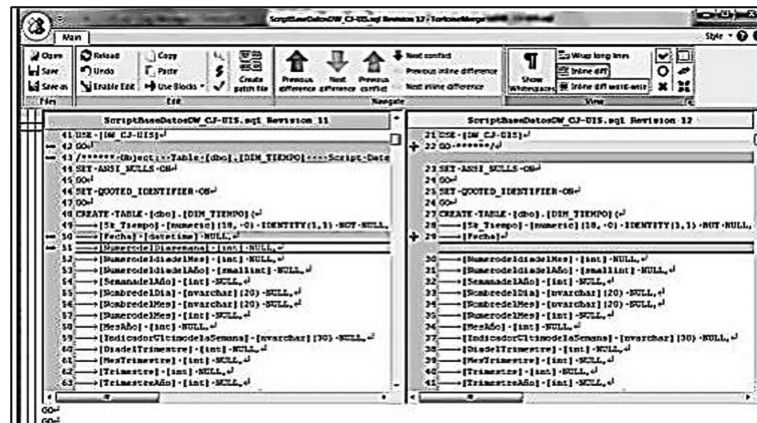 ScriptBaseDatosDW_CJ-UIS.sql Revision 12 - TortoiseMerge
Main
Style
Open
Save
Save as
Files
Reload
Undo
Enable Edit
Copy
Paste
Use Blocks
Create patch file
Edit
Previous difference
Next difference
Previous conflict
Next conflict
Previous inline difference
Next inline difference
Navigate
Show Whitespaces
Wrap long lines
Inline diff
Inline diff word-wise
View
ScriptBaseDatosDW_CJ-UIS.sql Revision 11
41 USE·[DW_CJ-UIS]↲
42 GO↲
43 /******·Object:··Table·[dbo].[DIM_TIEMPO]····Script·Date
44 SET·ANSI_NULLS·ON↲
45 GO↲
46 SET·QUOTED_IDENTIFIER·ON↲
47 GO↲
48 CREATE·TABLE·[dbo].[DIM_TIEMPO](↲
49 →[Sk_Tiempo]·[numeric](18,·0)·IDENTITY(1,1)·NOT·NULL,
50 →[Fecha]·[datetime]·NULL,↲
51 →[NumerodelDiasemana]·[int]·NULL,↲
52 →[NumerodeldiadelMes]·[int]·NULL,↲
53 →[NumerodeldiadelAño]·[smallint]·NULL,↲
54 →[SemanadelAño]·[int]·NULL,↲
55 →[NombredelDia]·[nvarchar](20)·NULL,↲
56 →[NombredelMes]·[nvarchar](20)·NULL,↲
57 →[NumerodelMes]·[int]·NULL,↲
58 →[MesAño]·[int]·NULL,↲
59 →[IndicadorUltimodelaSemana]·[nvarchar](30)·NULL,↲
60 →[DiadelTrimestre]·[int]·NULL,↲
61 →[MesTrimestre]·[int]·NULL,↲
62 →[Trimestre]·[int]·NULL,↲
63 →[TrimestreAño]·[int]·NULL,↲
ScriptBaseDatosDW_CJ-UIS.sql Revision 12
21 USE·[DW_CJ-UIS]↲
22 GO·******/↲
23 SET·ANSI_NULLS·ON↲
24 GO↲
25 SET·QUOTED_IDENTIFIER·ON↲
26 GO↲
27 CREATE·TABLE·[dbo].[DIM_TIEMPO](↲
28 →[Sk_Tiempo]·[numeric](18,·0)·IDENTITY(1,1)·NOT·NULL,
29 →[Fecha]↲
30 →[NumerodeldiadelMes]·[int]·NULL,↲
31 →[NumerodeldiadelAño]·[smallint]·NULL,↲
32 →[SemanadelAño]·[int]·NULL,↲
33 →[NombredelDia]·[nvarchar](20)·NULL,↲
34 →[NombredelMes]·[nvarchar](20)·NULL,↲
35 →[NumerodelMes]·[int]·NULL,↲
36 →[MesAño]·[int]·NULL,↲
37 →[IndicadorUltimodelaSemana]·[nvarchar](30)·NULL,↲
38 →[DiadelTrimestre]·[int]·NULL,↲
39 →[MesTrimestre]·[int]·NULL,↲
40 →[Trimestre]·[int]·NULL,↲
41 →[TrimestreAño]·[int]·NULL,↲
GO↲
GO↲